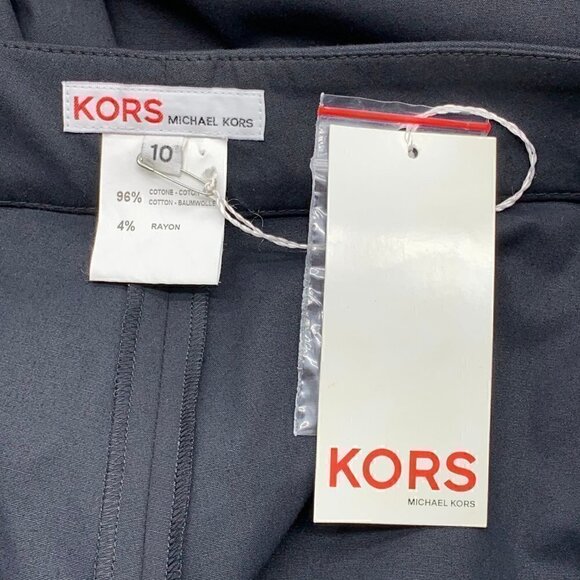 KORS MICHAEL KORS
10
96% COTONE - COTON
COTTON - BAUMWOLLE
4% RAYON
KORS
MICHAEL KORS